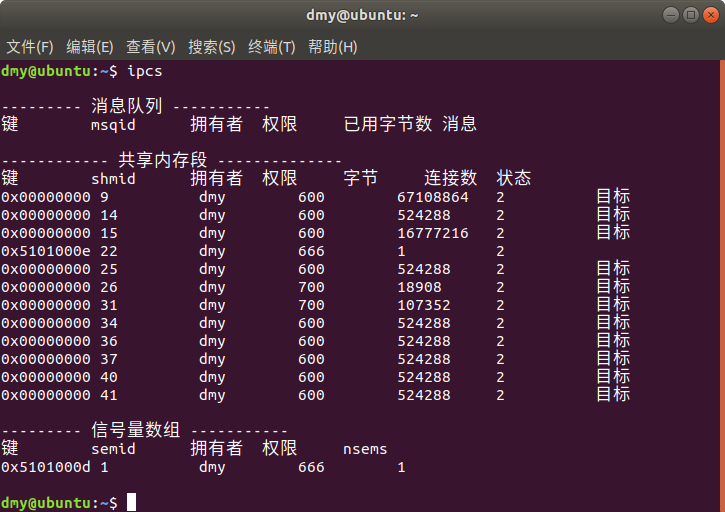 dmy@ubuntu: ~
文件(F) 编辑(E) 查看(V) 搜索(S) 终端(T) 帮助(H)
dmy@ubuntu:~$ ipcs
--------- 消息队列 -----------
键 msqid 拥有者 权限 已用字节数 消息
------------ 共享内存段 --------------
键 shmid 拥有者 权限 字节 连接数 状态
0x00000000 9 dmy 600 67108864 2 目标
0x00000000 14 dmy 600 524288 2 目标
0x00000000 15 dmy 600 16777216 2 目标
0x5101000e 22 dmy 666 1 2
0x00000000 25 dmy 600 524288 2 目标
0x00000000 26 dmy 700 18908 2 目标
0x00000000 31 dmy 700 107352 2 目标
0x00000000 34 dmy 600 524288 2 目标
0x00000000 36 dmy 600 524288 2 目标
0x00000000 37 dmy 600 524288 2 目标
0x00000000 40 dmy 600 524288 2 目标
0x00000000 41 dmy 600 524288 2 目标
--------- 信号量数组 -----------
键 semid 拥有者 权限 nsems
0x5101000d 1 dmy 666 1
dmy@ubuntu:~$